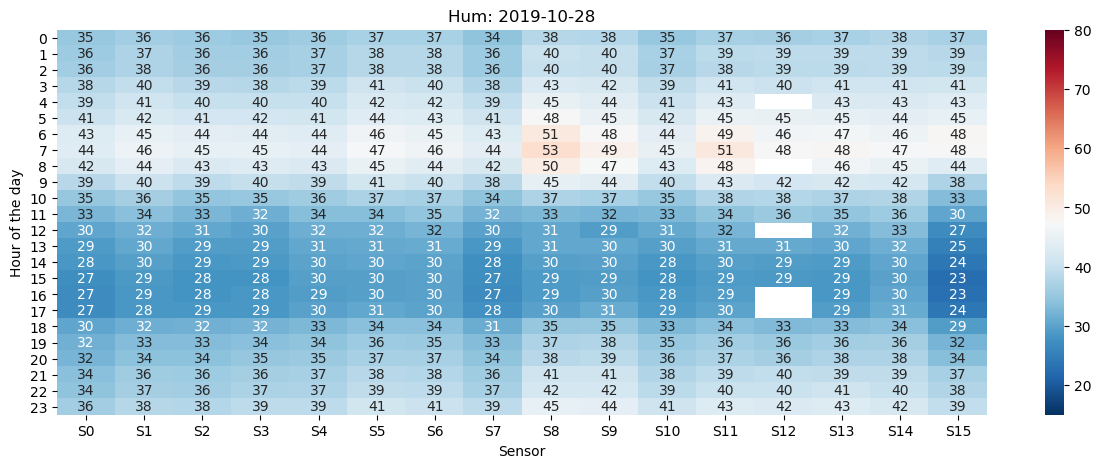 Hum: 2019-10-28
Hour of the day
0 35 36 36 35 36 37 37 34 38 38 35 37 36 37 38 37
1 36 37 36 36 37 38 38 36 40 40 37 39 39 39 39 39
2 36 38 36 36 37 38 38 36 40 40 37 38 39 39 39 39
3 38 40 39 38 39 41 40 38 43 42 39 41 40 41 41 41
4 39 41 40 40 40 42 42 39 45 44 41 43 43 43 43
5 41 42 41 42 41 44 43 41 48 45 42 45 45 45 44 45
6 43 45 44 44 44 46 45 43 51 48 44 49 46 47 46 48
7 44 46 45 45 44 47 46 44 53 49 45 51 48 48 47 48
8 42 44 43 43 43 45 44 42 50 47 43 48 46 45 44
9 39 40 39 40 39 41 40 38 45 44 40 43 42 42 42 38
10 35 36 35 35 36 37 37 34 37 37 35 38 38 37 38 33
11 33 34 33 32 34 34 35 32 33 32 33 34 36 35 36 30
12 30 32 31 30 32 32 32 30 31 29 31 32 32 33 27
13 29 30 29 29 31 31 31 29 31 30 30 31 31 30 32 25
14 28 30 29 29 30 30 30 28 30 30 28 30 29 29 30 24
15 27 29 28 28 29 30 30 27 29 29 28 29 29 29 30 23
16 27 29 28 28 29 30 30 27 29 30 28 29 29 30 23
17 27 28 29 29 30 31 30 28 30 31 29 30 29 31 24
18 30 32 32 32 33 34 34 31 35 35 33 34 33 33 34 29
19 32 33 33 34 34 36 35 33 37 38 35 36 36 36 36 32
20 32 34 34 35 35 37 37 34 38 39 36 37 36 38 38 34
21 34 36 36 36 37 38 38 36 41 41 38 39 40 39 39 37
22 34 37 36 37 37 39 39 37 42 42 39 40 40 41 40 38
23 36 38 38 39 39 41 41 39 45 44 41 43 42 43 42 39
S0 S1 S2 S3 S4 S5 S6 S7 S8 S9 S10 S11 S12 S13 S14 S15
Sensor
80
70
60
50
40
30
20